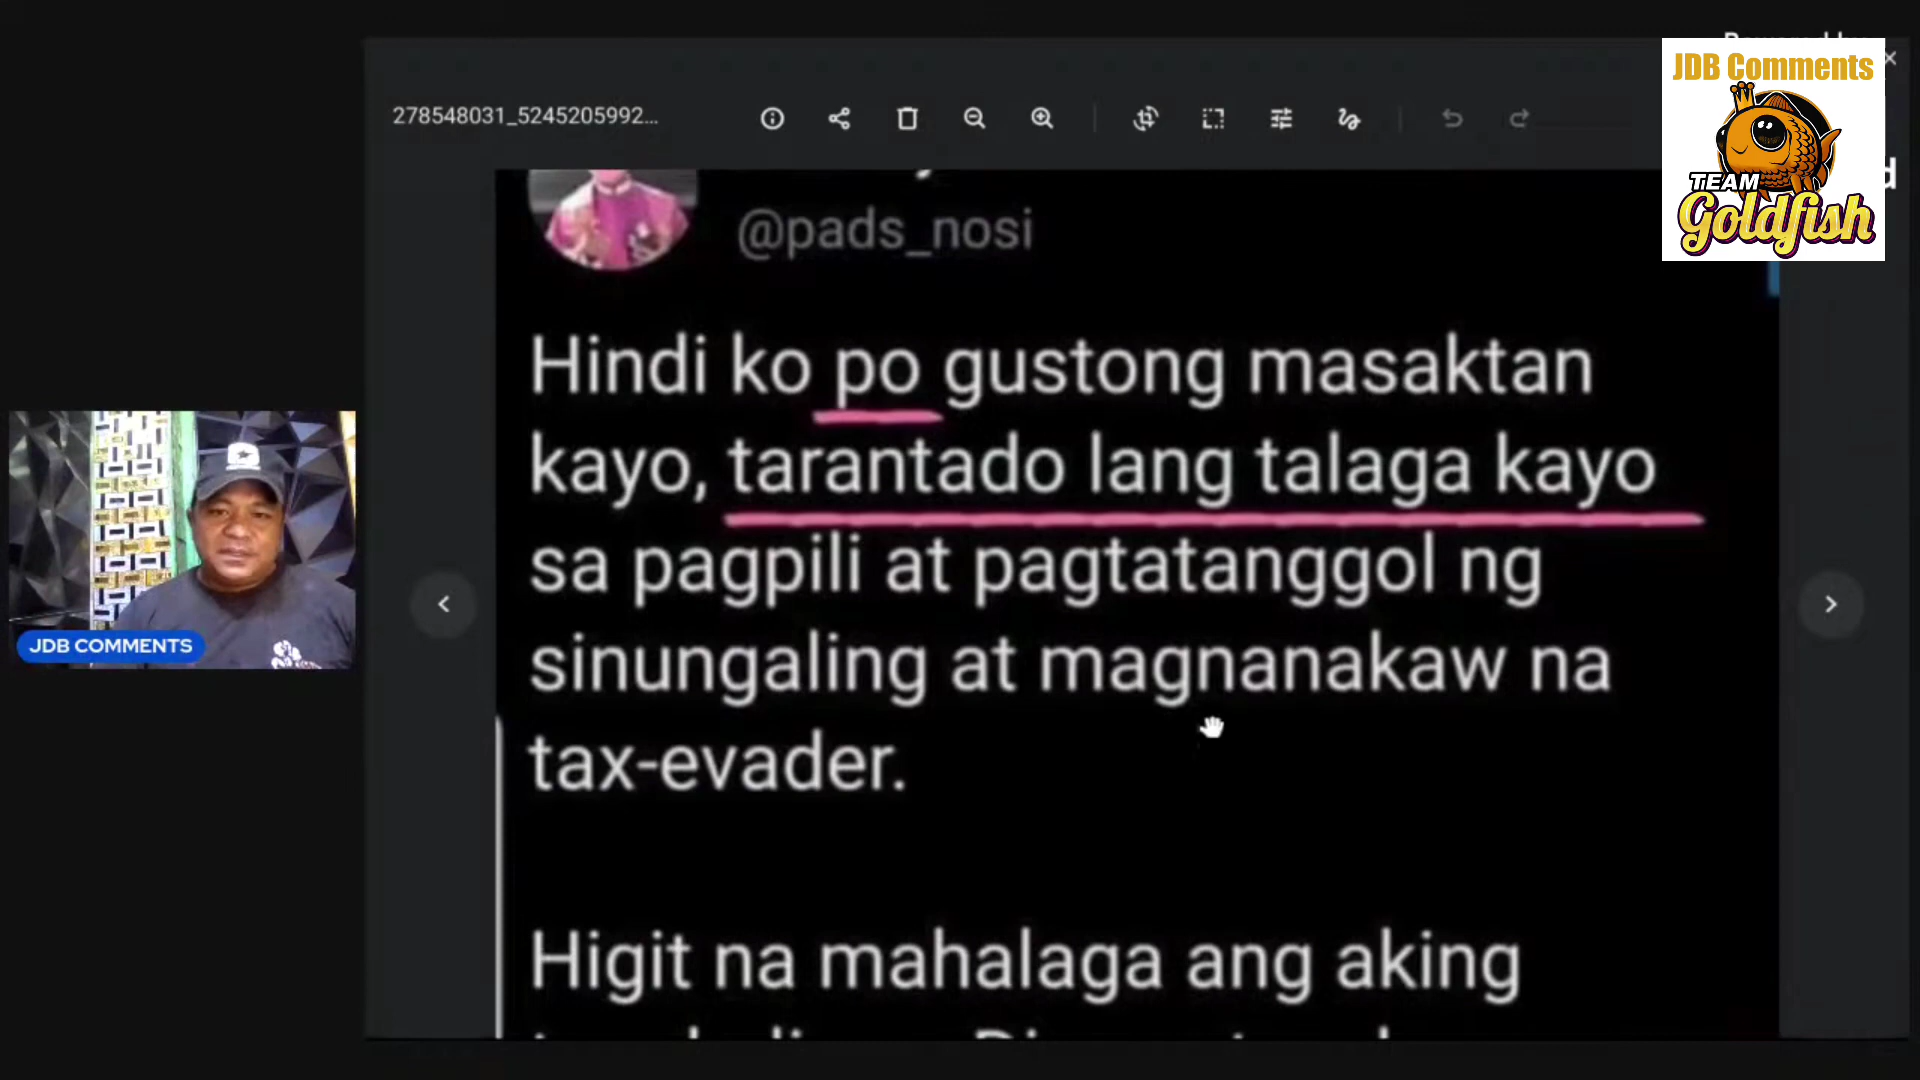 JDB Comments
278548031_5245205992...
TEAM
Goldfish
@pads_nosi
Hindi ko po gustong masaktan
kayo, tarantado lang talaga kayo
sa pagpili at pagtatanggol ng
sinungaling at magnanakaw na
tax-evader.
JDB COMMENTS
Higit na mahalaga ang aking